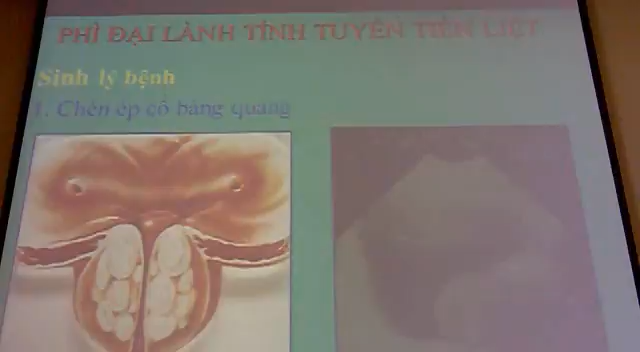 PHÌ ĐẠI LÀNH TÍNH TUYẾN TIỀN LIỆT
Sinh lý bệnh
1. Chèn ép cổ bàng quang